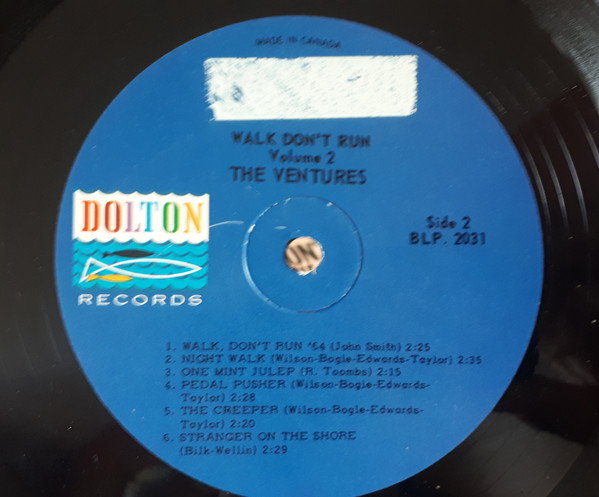 MADE IN CANADA
WALK DON'T RUN
Volume 2
THE VENTURES
DOLTON
RECORDS
Side 2
BLP. 2031
1. WALK, DON'T RUN '64 (John Smith) 2:25
2. NIGHT WALK (Wilson-Bogle-Edwards-Taylor) 2:35
3. ONE MINT JULEP (R. Toombs) 2:15
4. PEDAL PUSHER (Wilson-Bogle-Edwards-
Taylor) 2:28
5. THE CREEPER (Wilson-Bogle-Edwards-
Taylor) 2:20
6. STRANGER ON THE SHORE
(Bilk-Wellin) 2:29